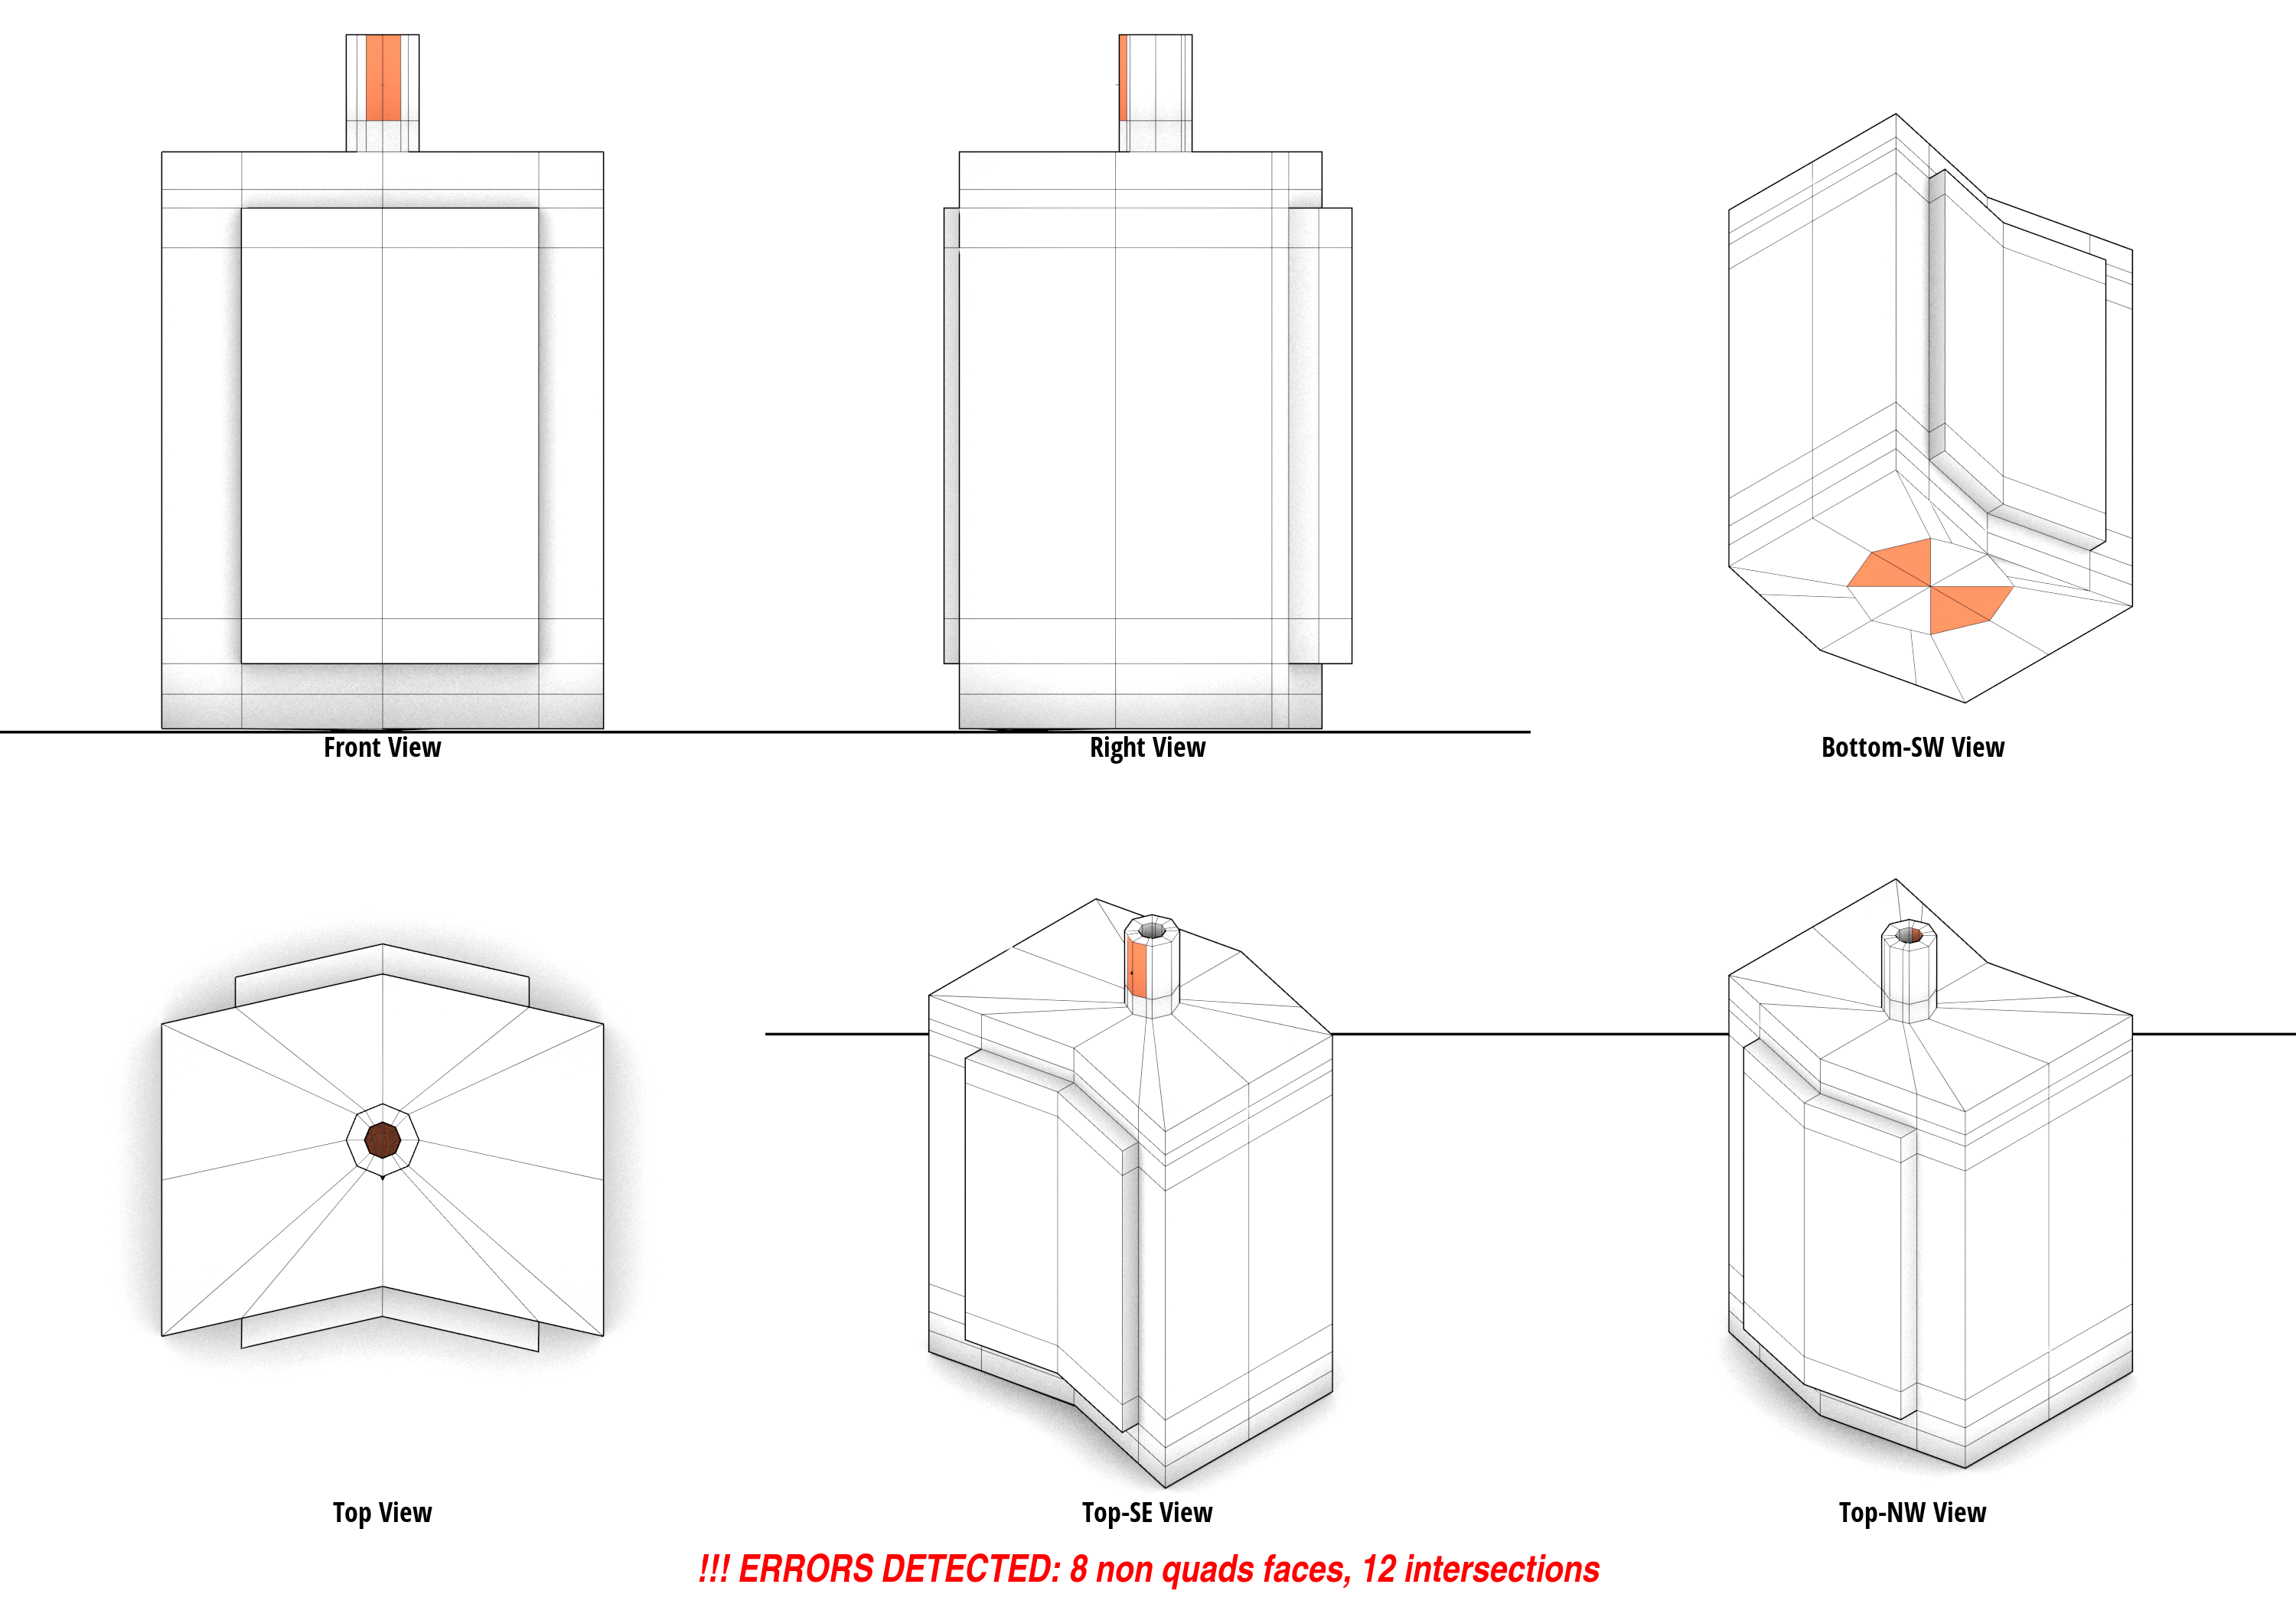 Front View
Right View
Bottom-SW View
Top View
Top-SE View
Top-NW View
!!! ERRORS DETECTED: 8 non quads faces, 12 intersections